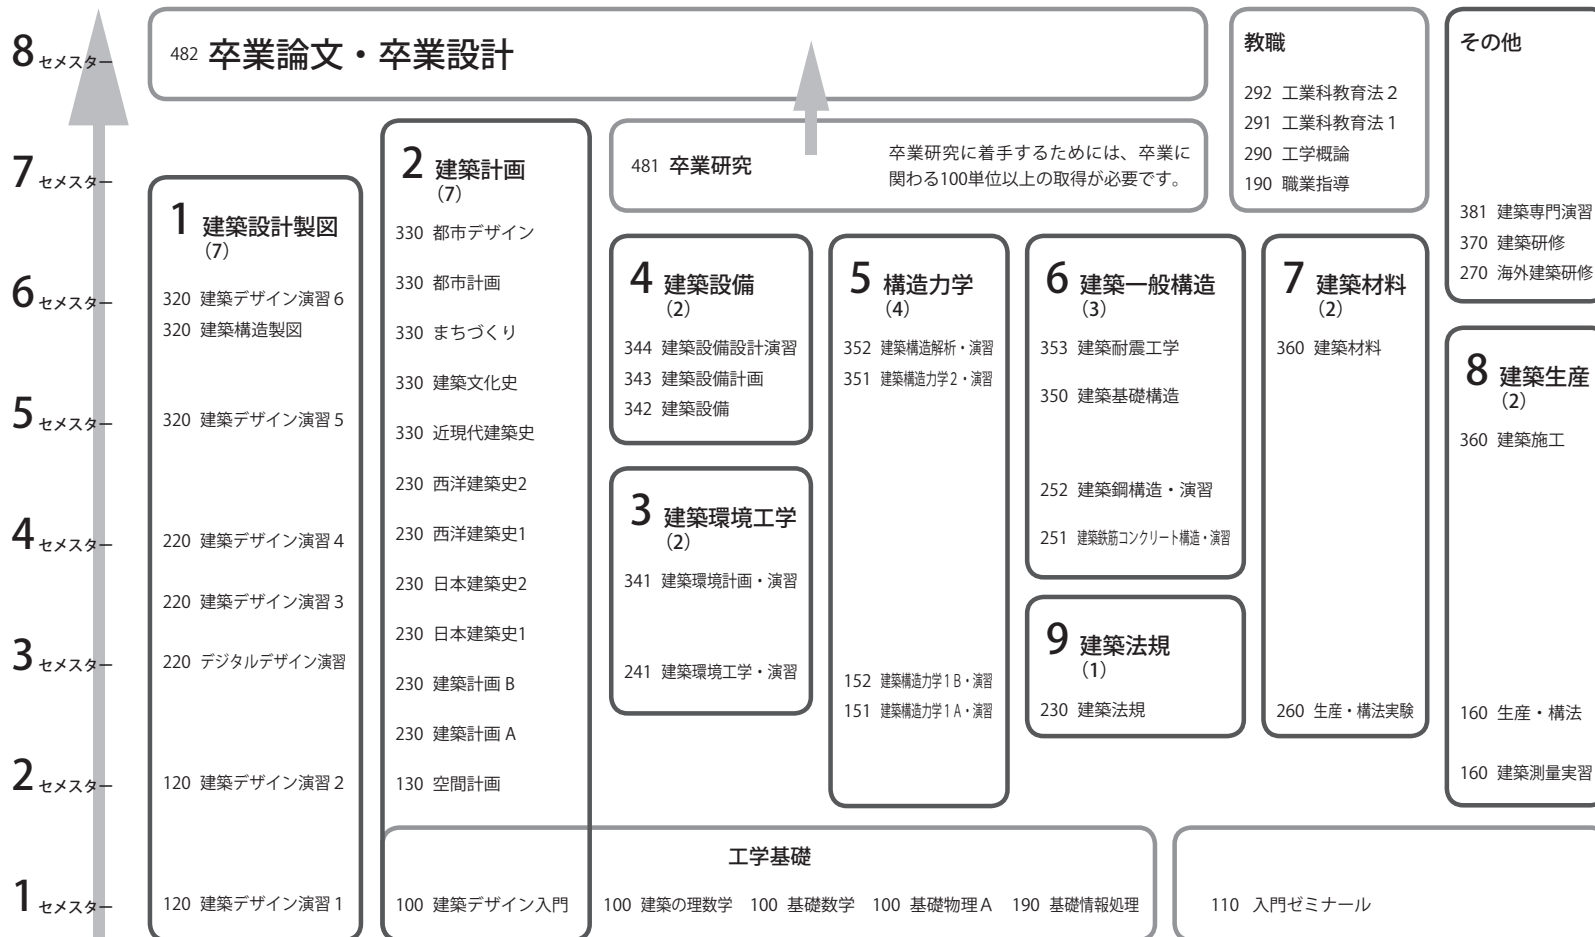 8 セメスター
7 セメスター
6 セメスター
5 セメスター
4 セメスター
3 セメスター
2 セメスター
1 セメスター
482 卒業論文・卒業設計
481 卒業研究
卒業研究に着手するためには、卒業に
関わる100単位以上の取得が必要です。
教職
292 工業科教育法 2
291 工業科教育法 1
290 工学概論
190 職業指導
その他
381 建築専門演習
370 建築研修
270 海外建築研修
1 建築設計製図
(7)
320 建築デザイン演習 6
320 建築構造製図
320 建築デザイン演習 5
220 建築デザイン演習 4
220 建築デザイン演習 3
220 デジタルデザイン演習
120 建築デザイン演習 2
120 建築デザイン演習 1
2 建築計画
(7)
330 都市デザイン
330 都市計画
330 まちづくり
330 建築文化史
330 近現代建築史
230 西洋建築史2
230 西洋建築史1
230 日本建築史2
230 日本建築史1
230 建築計画 B
230 建築計画 A
130 空間計画
4 建築設備
(2)
344 建築設備設計演習
343 建築設備計画
342 建築設備
3 建築環境工学
(2)
341 建築環境計画・演習
241 建築環境工学・演習
5 構造力学
(4)
352 建築構造解析・演習
351 建築構造力学 2・演習
152 建築構造力学 1 B・演習
151 建築構造力学 1 A・演習
6 建築一般構造
(3)
353 建築耐震工学
350 建築基礎構造
252 建築鋼構造・演習
251 建築鉄筋コンクリート構造・演習
9 建築法規
(1)
230 建築法規
7 建築材料
(2)
360 建築材料
260 生産・構法実験
8 建築生産
(2)
360 建築施工
160 生産・構法
160 建築測量実習
工学基礎
100 建築デザイン入門 100 建築の理数学 100 基礎数学 100 基礎物理 A 190 基礎情報処理
110 入門ゼミナール